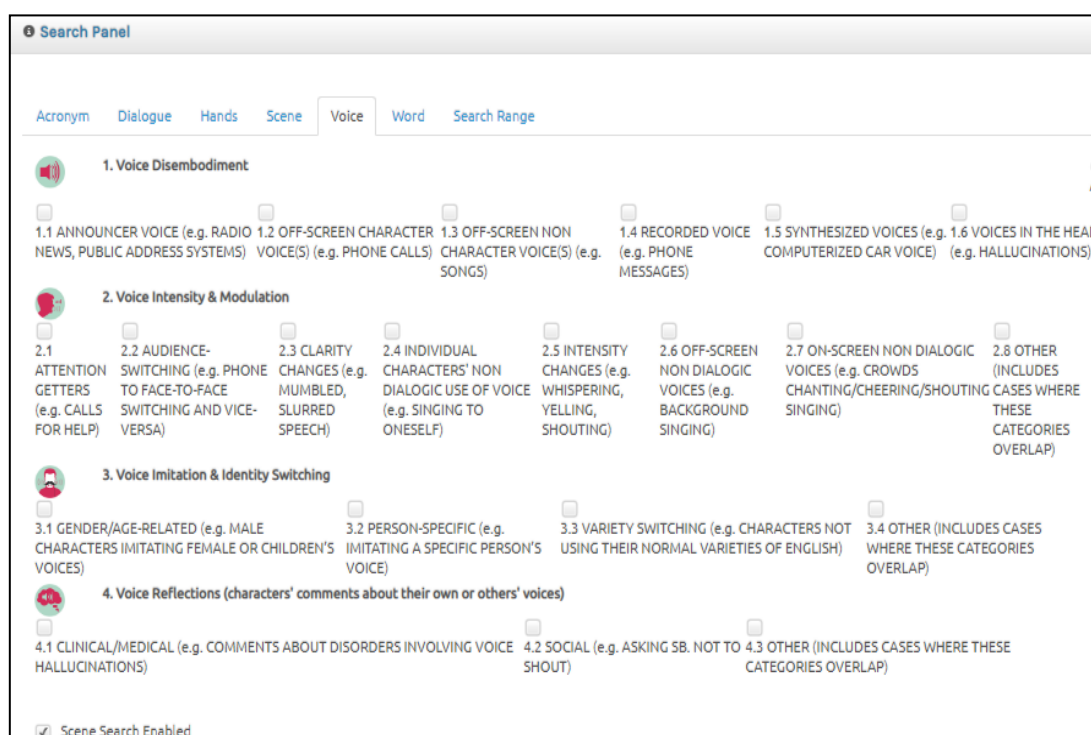 Search Panel
Acronym Dialogue Hands Scene Voice Word Search Range
1. Voice Disembodiment
1.1 ANNOUNCER VOICE (e.g. RADIO NEWS, PUBLIC ADDRESS SYSTEMS)
1.2 OFF-SCREEN CHARACTER VOICE(S) (e.g. PHONE CALLS)
1.3 OFF-SCREEN NON CHARACTER VOICE(S) (e.g. SONGS)
1.4 RECORDED VOICE (e.g. PHONE MESSAGES)
1.5 SYNTHESIZED VOICES (e.g. COMPUTERIZED CAR VOICE)
1.6 VOICES IN THE HEA (e.g. HALLUCINATIONS)
2. Voice Intensity & Modulation
2.1 ATTENTION GETTERS (e.g. CALLS FOR HELP)
2.2 AUDIENCE-SWITCHING (e.g. PHONE TO FACE-TO-FACE SWITCHING AND VICE-VERSA)
2.3 CLARITY CHANGES (e.g. MUMBLED, SLURRED SPEECH)
2.4 INDIVIDUAL CHARACTERS' NON DIALOGIC USE OF VOICE (e.g. SINGING TO ONESELF)
2.5 INTENSITY CHANGES (e.g. WHISPERING, YELLING, SHOUTING)
2.6 OFF-SCREEN NON DIALOGIC VOICES (e.g. BACKGROUND SINGING)
2.7 ON-SCREEN NON DIALOGIC VOICES (e.g. CROWDS CHANTING/CHEERING/SHOUTING SINGING)
2.8 OTHER (INCLUDES CASES WHERE THESE CATEGORIES OVERLAP)
3. Voice Imitation & Identity Switching
3.1 GENDER/AGE-RELATED (e.g. MALE CHARACTERS IMITATING FEMALE OR CHILDREN'S VOICES)
3.2 PERSON-SPECIFIC (e.g. IMITATING A SPECIFIC PERSON'S VOICE)
3.3 VARIETY SWITCHING (e.g. CHARACTERS NOT USING THEIR NORMAL VARIETIES OF ENGLISH)
3.4 OTHER (INCLUDES CASES WHERE THESE CATEGORIES OVERLAP)
4. Voice Reflections (characters' comments about their own or others' voices)
4.1 CLINICAL/MEDICAL (e.g. COMMENTS ABOUT DISORDERS INVOLVING VOICE HALLUCINATIONS)
4.2 SOCIAL (e.g. ASKING SB. NOT TO SHOUT)
4.3 OTHER (INCLUDES CASES WHERE THESE CATEGORIES OVERLAP)
Scene Search Enabled